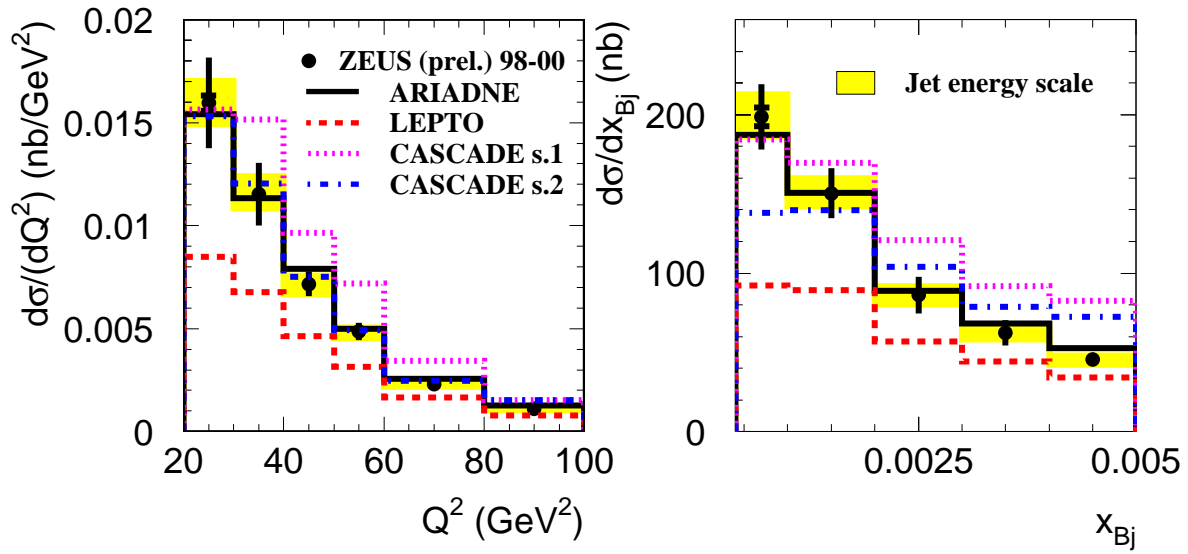 dσ/(dQ²) (nb/GeV²)
0.02
0.015
0.01
0.005
0
ZEUS (prel.) 98-00
ARIADNE
LEPTO
CASCADE s.1
CASCADE s.2
20 40 60 80 100
Q² (GeV²)
dσ/dx_Bj (nb)
200
100
0
Jet energy scale
0.0025 0.005
x_Bj